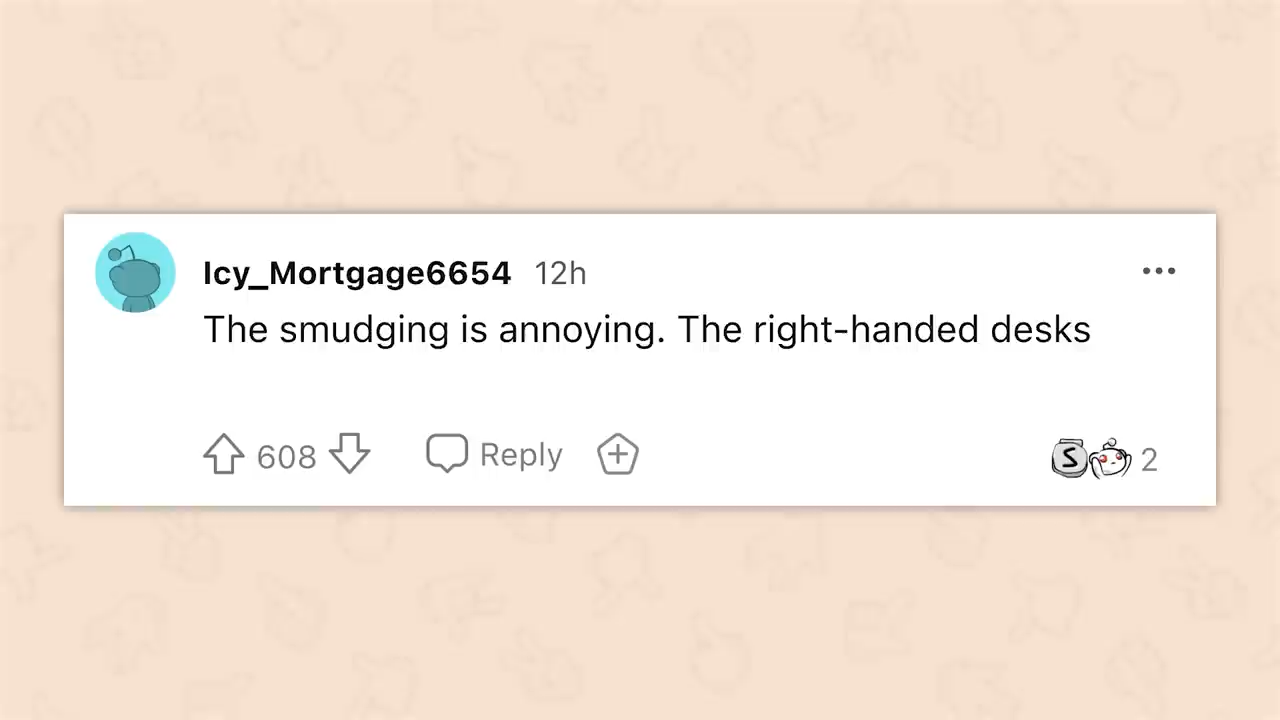 Icy_Mortgage6654 12h
The smudging is annoying. The right-handed desks
608 Reply S 2